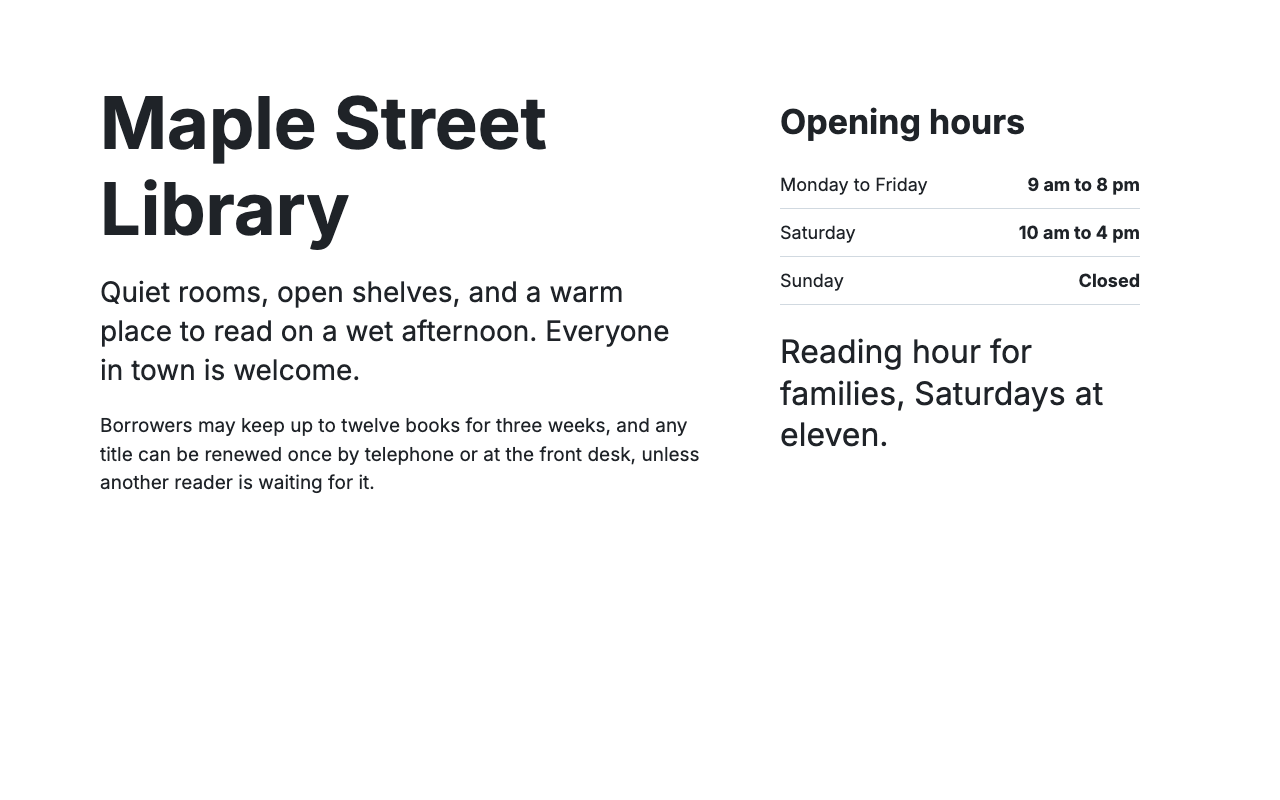 Maple Street
Library
Quiet rooms, open shelves, and a warm
place to read on a wet afternoon. Everyone
in town is welcome.
Borrowers may keep up to twelve books for three weeks, and any
title can be renewed once by telephone or at the front desk, unless
another reader is waiting for it.
Opening hours
Monday to Friday 9 am to 8 pm
Saturday 10 am to 4 pm
Sunday Closed
Reading hour for
families, Saturdays at
eleven.